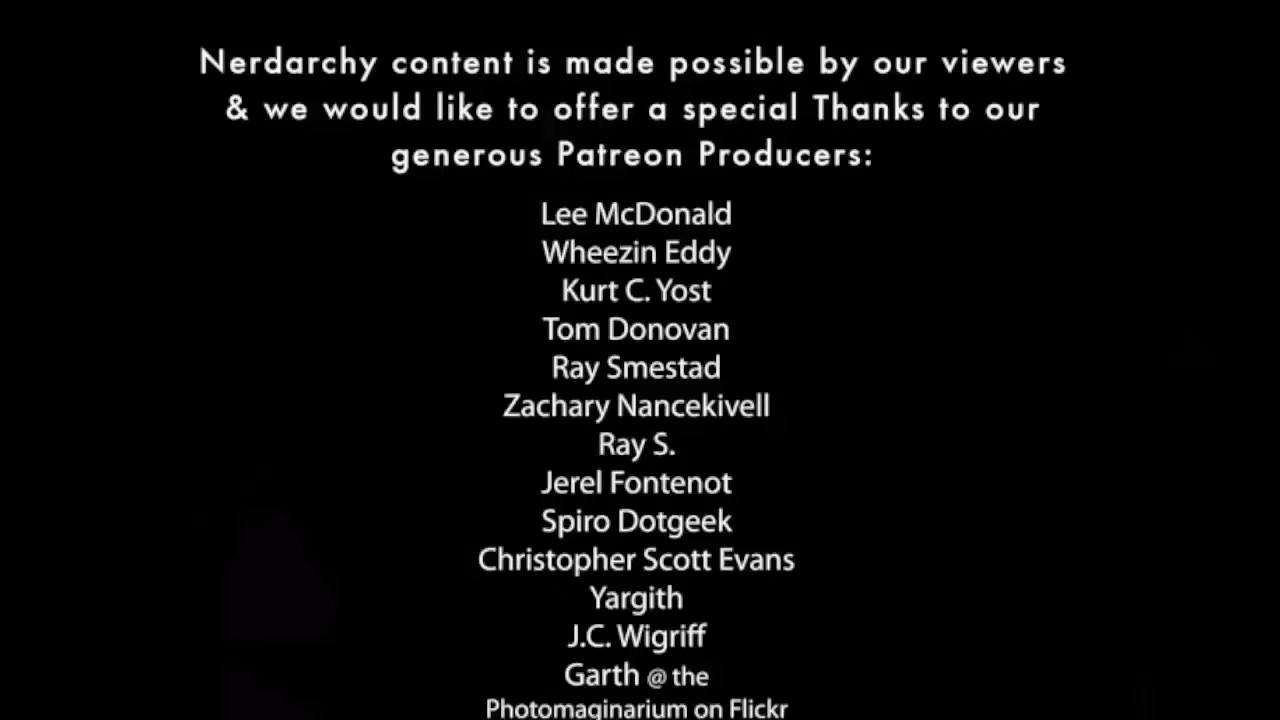 Nerdarchy content is made possible by our viewers
& we would like to offer a special Thanks to our
generous Patreon Producers:
Lee McDonald
Wheezin Eddy
Kurt C. Yost
Tom Donovan
Ray Smestad
Zachary Nancekivell
Ray S.
Jerel Fontenot
Spiro Dotgeek
Christopher Scott Evans
Yargith
J.C. Wigriff
Garth @ the
Photomaginarium on Flickr